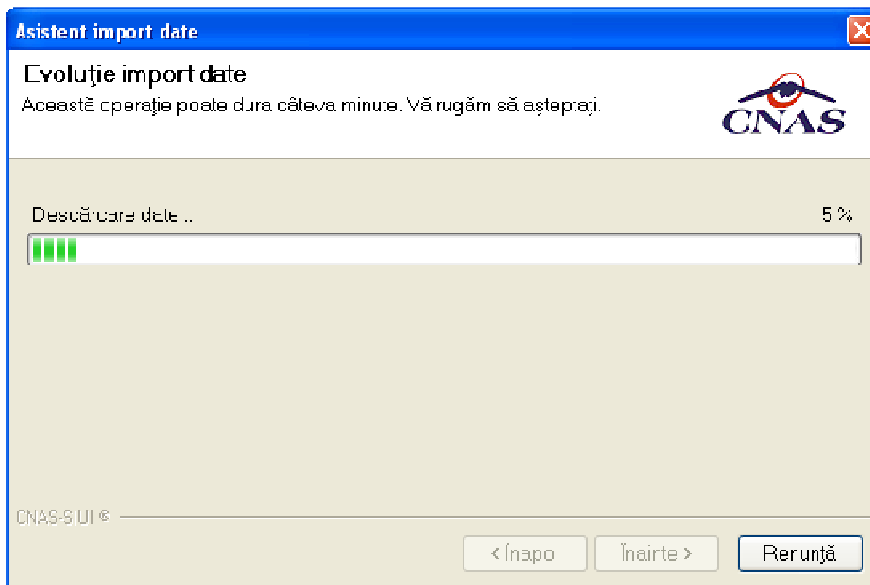 Asistent import date
Evoluție import date
Această operație poate dura câteva minute. Vă rugăm să așteptați.
CNAS
Descărcare date ...
5 %
CNAS-SIUI ©
< Înapoi
Înainte >
Renunță